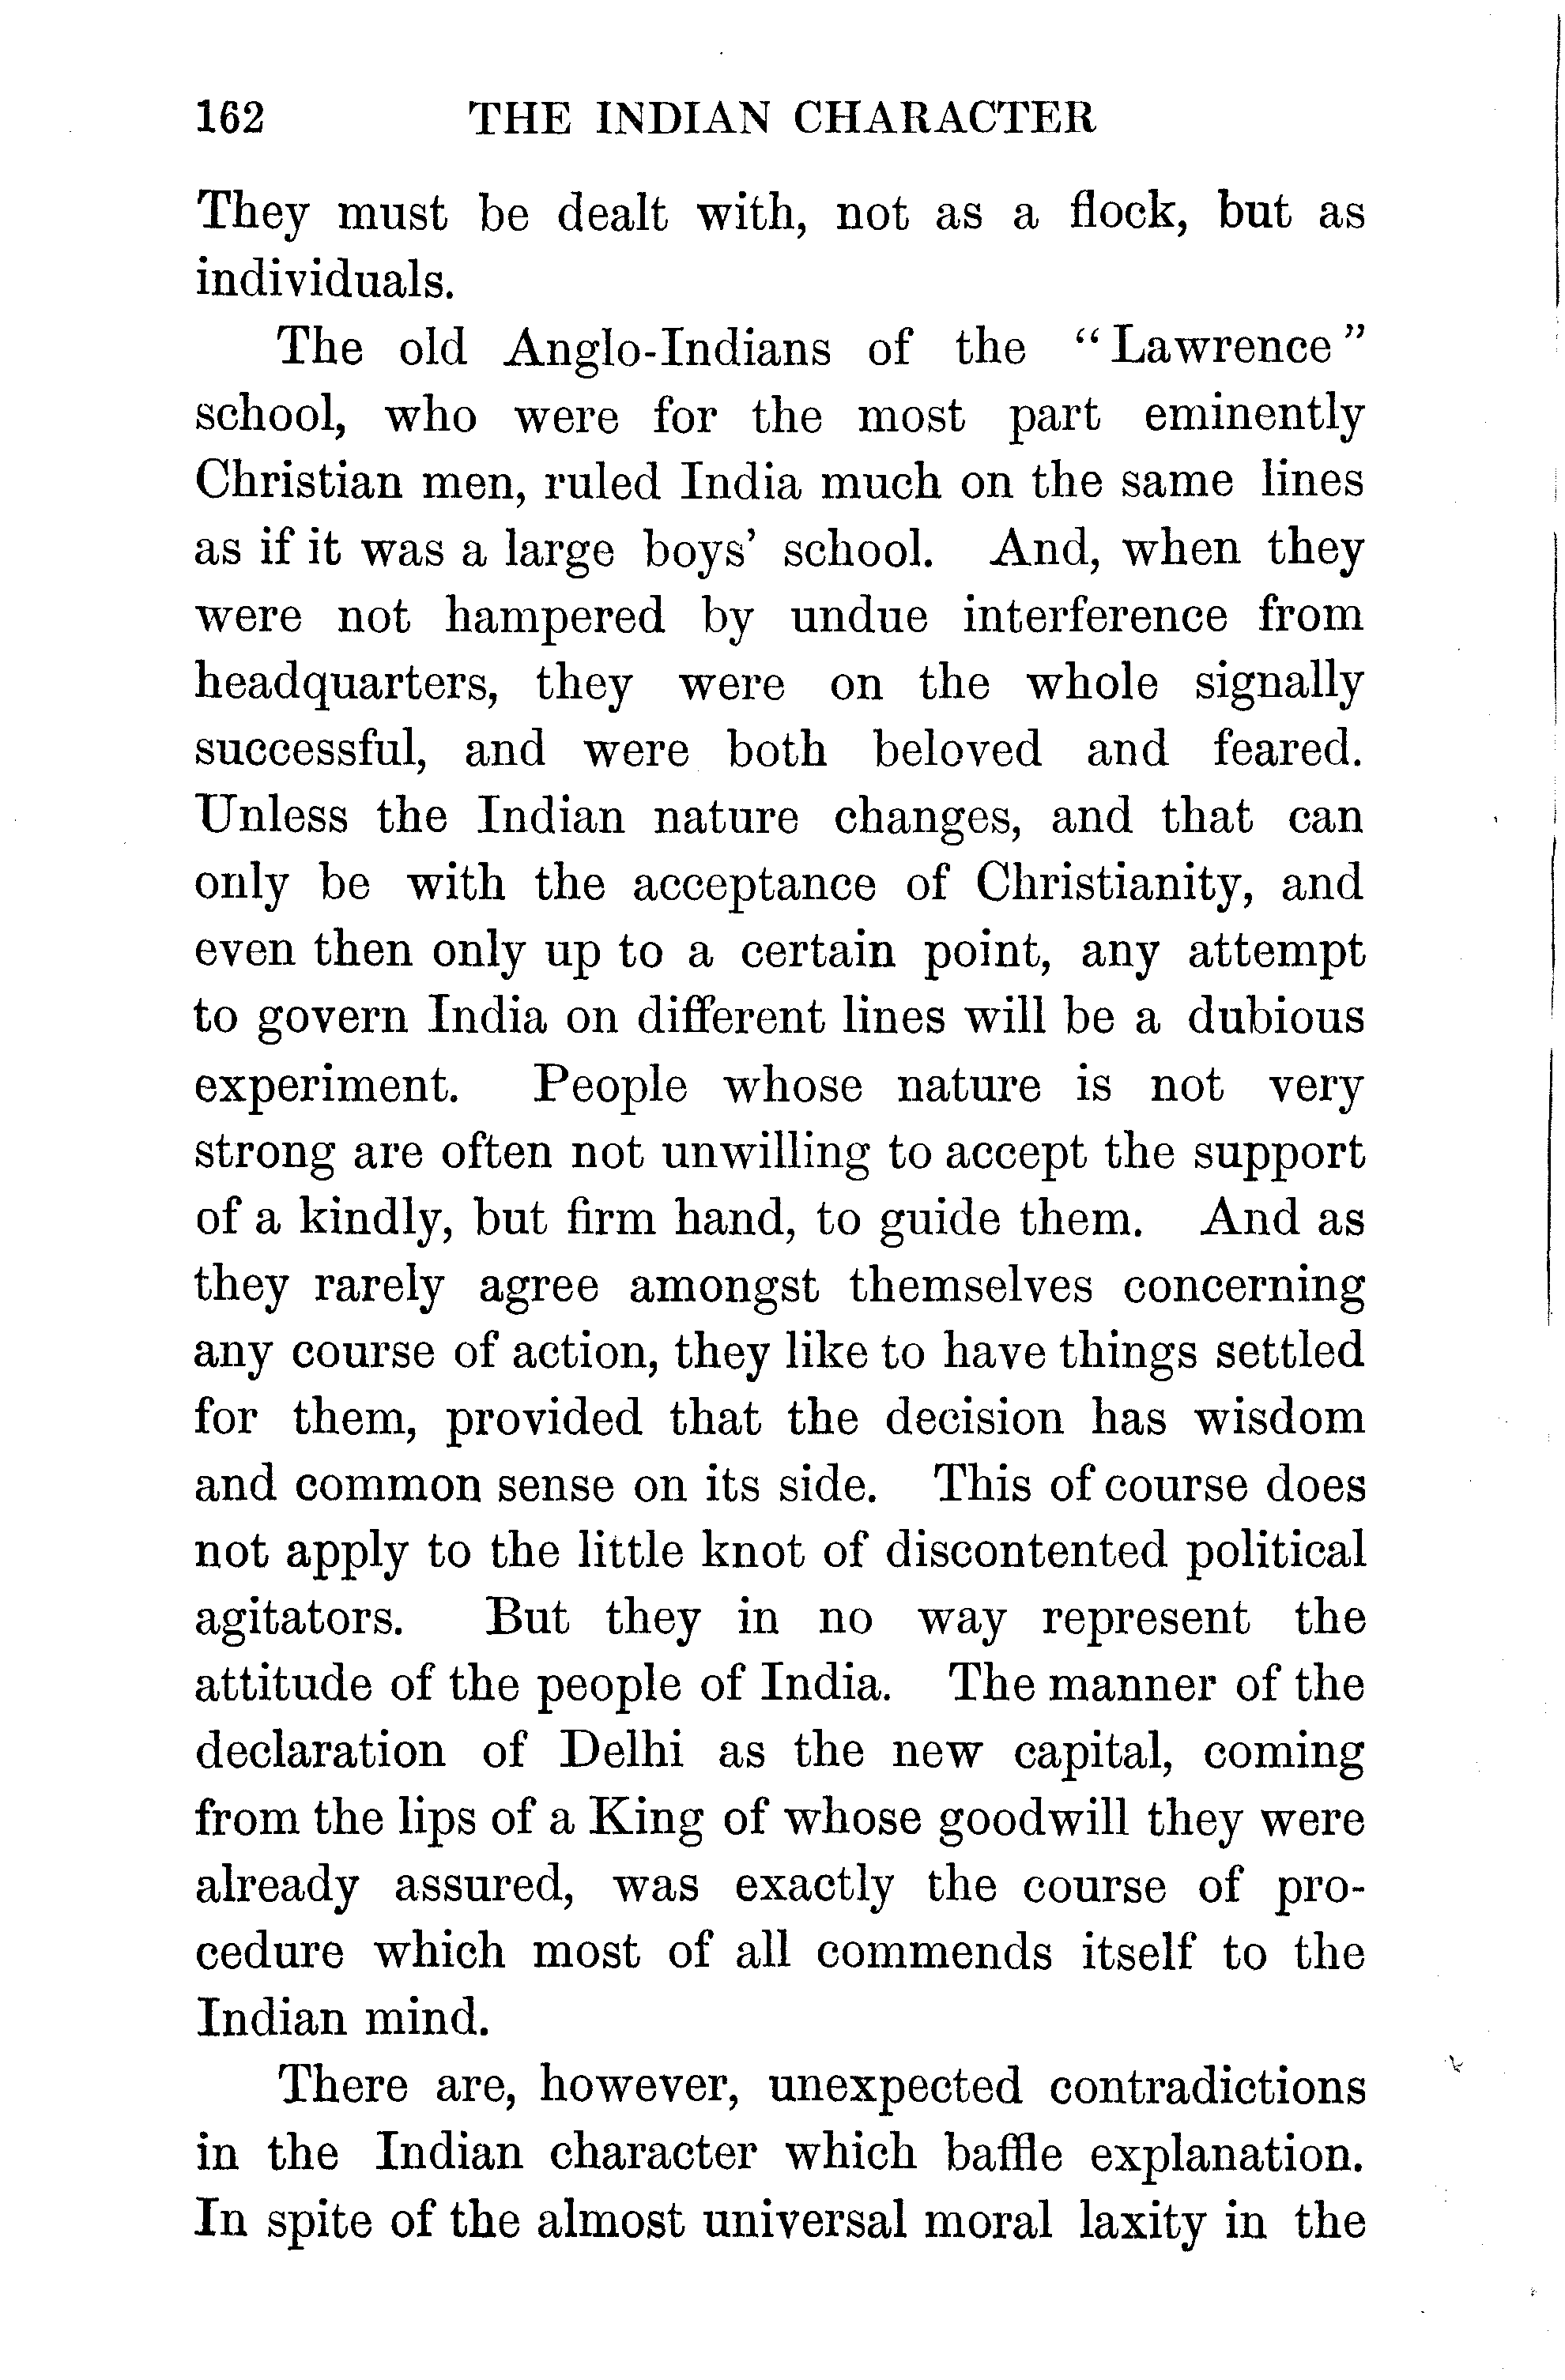 162 THE INDIAN CHARACTER
They must be dealt with, not as a flock, but as
individuals.
The old Anglo-Indians of the “Lawrence”
school, who were for the most part eminently
Christian men, ruled India much on the same lines
as if it was a large boys’ school. And, when they
were not hampered by undue interference from
headquarters, they were on the whole signally
successful, and were both beloved and feared.
Unless the Indian nature changes, and that can
only be with the acceptance of Christianity, and
even then only up to a certain point, any attempt
to govern India on different lines will be a dubious
experiment. People whose nature is not very
strong are often not unwilling to accept the support
of a kindly, but firm hand, to guide them. And as
they rarely agree amongst themselves concerning
any course of action, they like to have things settled
for them, provided that the decision has wisdom
and common sense on its side. This of course does
not apply to the little knot of discontented political
agitators. But they in no way represent the
attitude of the people of India. The manner of the
declaration of Delhi as the new capital, coming
from the lips of a King of whose goodwill they were
already assured, was exactly the course of pro-
cedure which most of all commends itself to the
Indian mind.
There are, however, unexpected contradictions
in the Indian character which baffle explanation.
In spite of the almost universal moral laxity in the